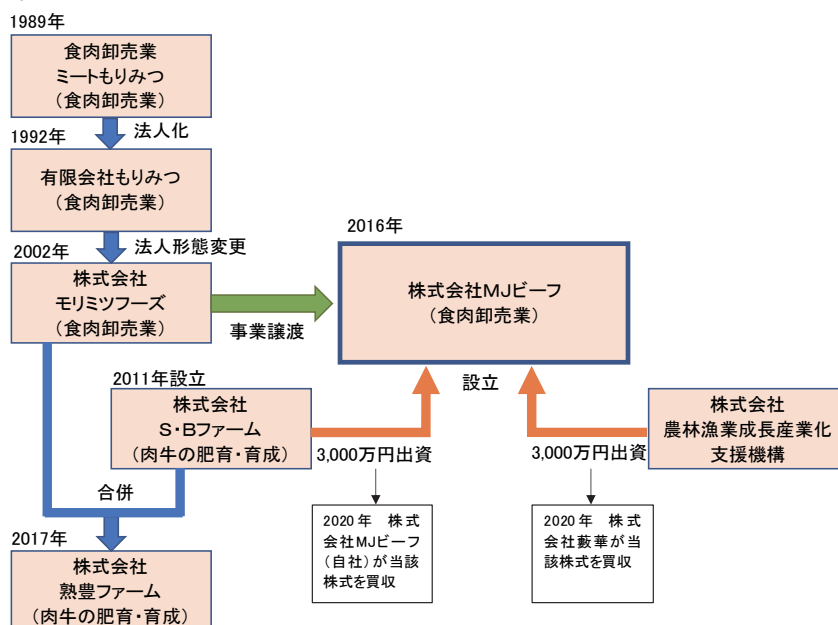 1989年
食肉卸売業
ミートもりみつ
(食肉卸売業)
法人化
1992年
有限会社もりみつ
(食肉卸売業)
法人形態変更
2002年
株式会社
モリミツフーズ
(食肉卸売業)
事業譲渡
2016年
株式会社MJビーフ
(食肉卸売業)
設立
2011年設立
株式会社
S・Bファーム
(肉牛の肥育・育成)
3,000万円出資
3,000万円出資
株式会社
農林漁業成長産業化
支援機構
合併
2020年 株式
会社MJビーフ
(自社)が当該
株式を買収
2020年 株式
会社藪華が当
該株式を買収
2017年
株式会社
熟豊ファーム
(肉牛の肥育・育成)